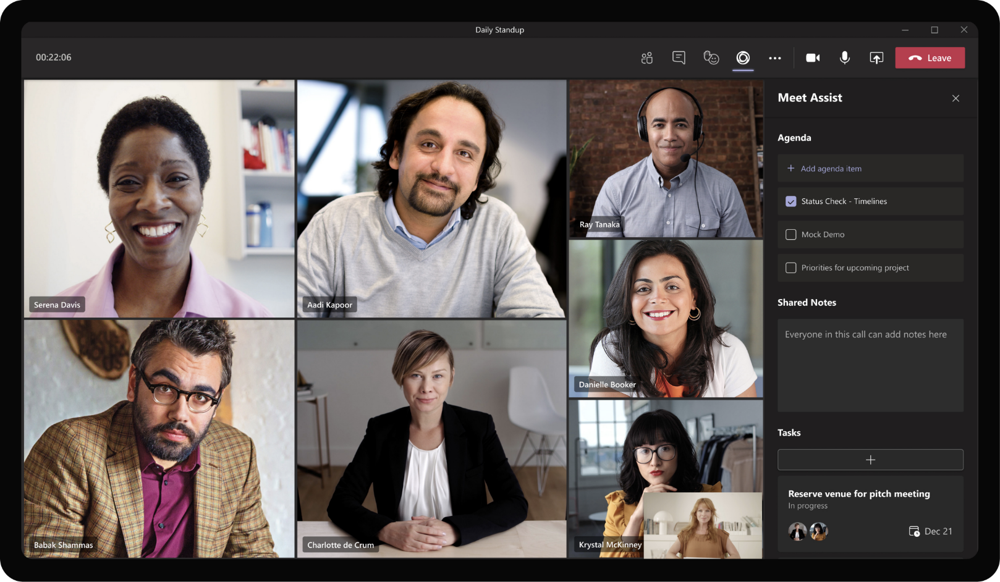 Daily Standup
00:22:06
Leave
Serena Davis
Aadi Kapoor
Ray Tanaka
Danielle Booker
Babak Shammas
Charlotte de Crum
Krystal McKinney
Meet Assist
Agenda
Add agenda item
Status Check - Timelines
Mock Demo
Priorities for upcoming project
Shared Notes
Everyone in this call can add notes here
Tasks
Reserve venue for pitch meeting
In progress
Dec 21